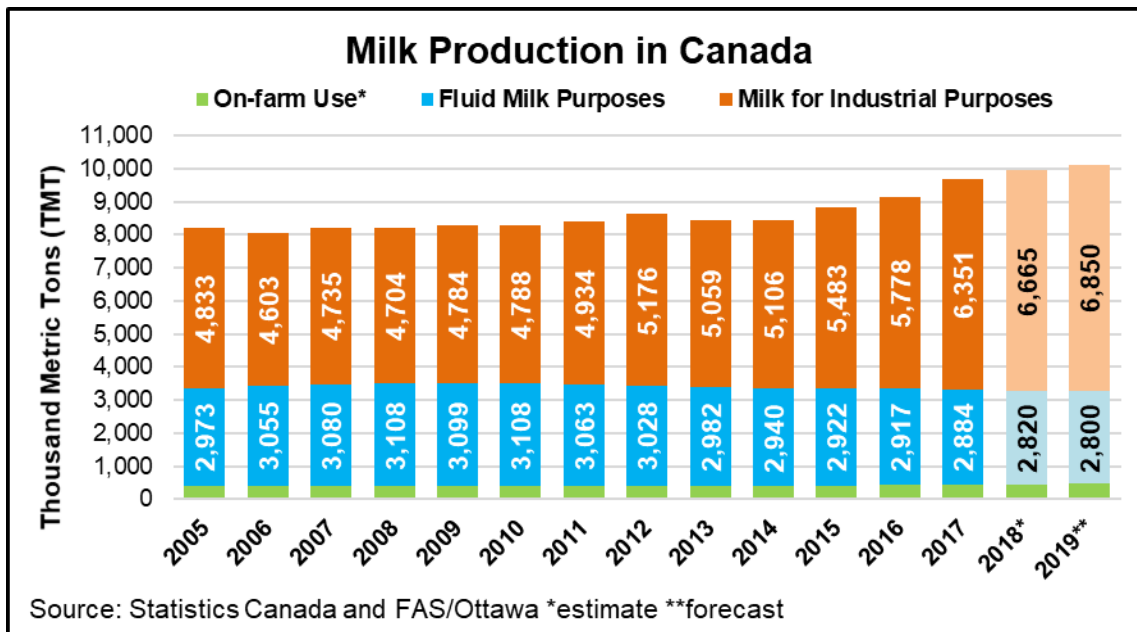 Milk Production in Canada
On-farm Use* Fluid Milk Purposes Milk for Industrial Purposes
Thousand Metric Tons (TMT)
11,000
10,000
9,000
8,000
7,000
6,000
5,000
4,000
3,000
2,000
1,000
0
4,833 4,603 4,735 4,704 4,784 4,788 4,934 5,176 5,059 5,106 5,483 5,778 6,351 6,665 6,850
2,973 3,055 3,080 3,108 3,099 3,108 3,063 3,028 2,982 2,940 2,922 2,917 2,884 2,820 2,800
2005 2006 2007 2008 2009 2010 2011 2012 2013 2014 2015 2016 2017 2018* 2019**
Source: Statistics Canada and FAS/Ottawa *estimate **forecast